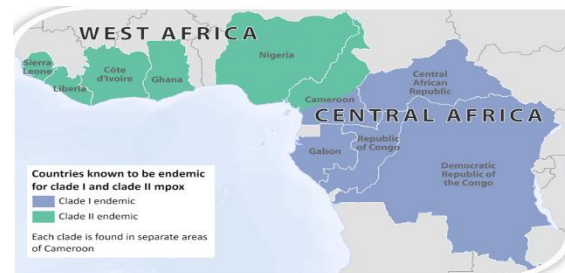 WEST AFRICA
Nigeria
Sierra
Leone
Côte
d'Ivoire
Ghana
Liberia
Central
African
Republic
Cameroon
CENTRAL AFRICA
Gabon
Republic
of Congo
Democratic
Republic of
the Congo
Countries known to be endemic
for clade I and clade II mpox
Clade I endemic
Clade II endemic
Each clade is found in separate areas
of Cameroon